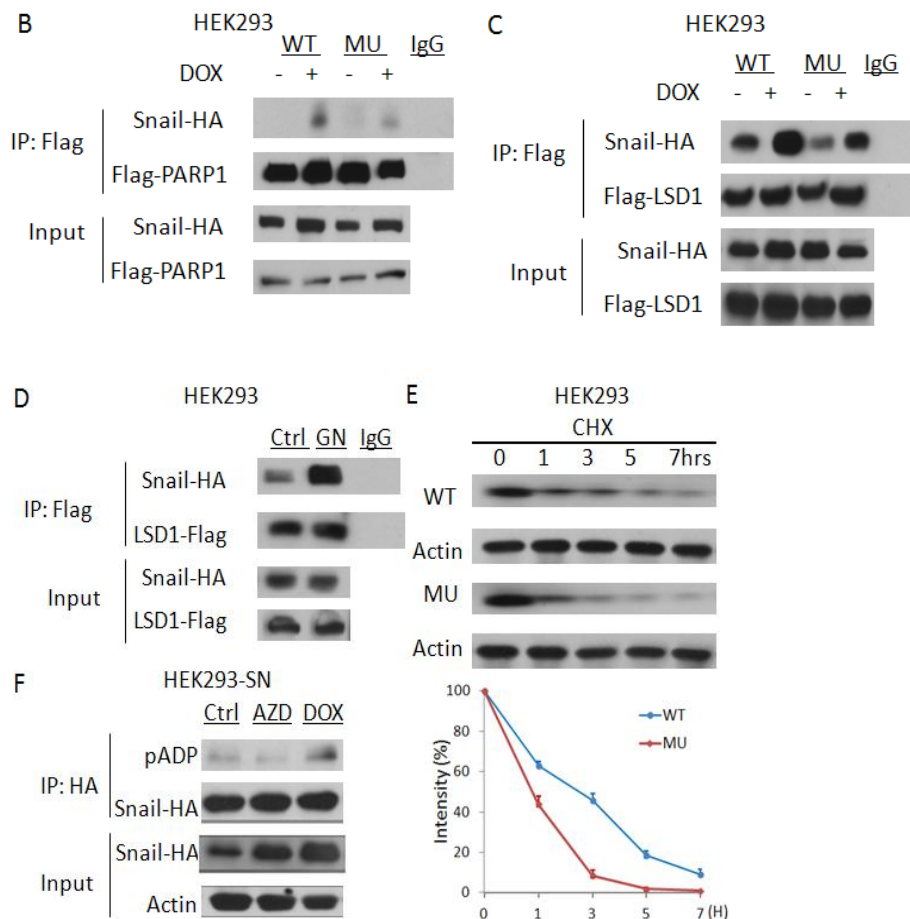 B
HEK293
WT MU IgG
DOX - + - +
IP: Flag
Snail-HA
Flag-PARP1
Input
Snail-HA
Flag-PARP1
C
HEK293
WT MU IgG
DOX - + - +
IP: Flag
Snail-HA
Flag-LSD1
Input
Snail-HA
Flag-LSD1
D
HEK293
Ctrl GN IgG
IP: Flag
Snail-HA
LSD1-Flag
Input
Snail-HA
LSD1-Flag
E
HEK293
CHX
0 1 3 5 7hrs
WT
Actin
MU
Actin
F
HEK293-SN
Ctrl AZD DOX
IP: HA
pADP
Snail-HA
Input
Snail-HA
Actin
Intensity (%)
100
80
60
40
20
0
WT
MU
0 1 3 5 7 (H)